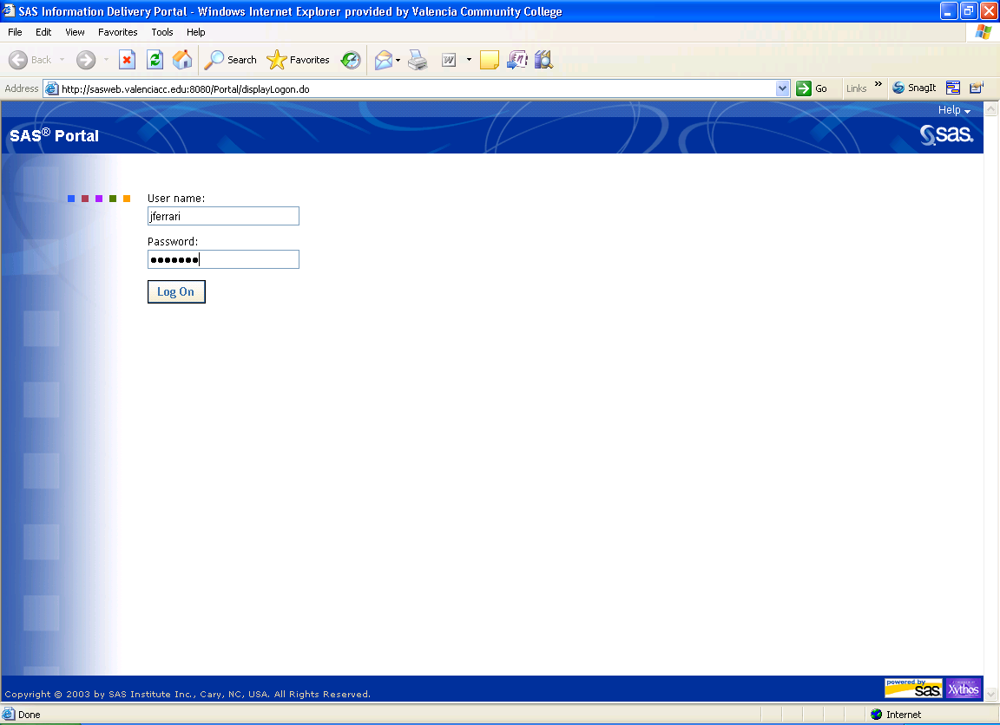 SAS Information Delivery Portal - Windows Internet Explorer provided by Valencia Community College
File Edit View Favorites Tools Help
Back Search Favorites W
Address http://sasweb.valenciacc.edu:8080/Portal/displayLogon.do Go Links » SnagIt
Help
SAS® Portal
sas.
User name:
jferrari
Password:
●●●●●●●
Log On
Copyright © 2003 by SAS Institute Inc., Cary, NC, USA. All Rights Reserved.
powered by sas Xythos
Done Internet